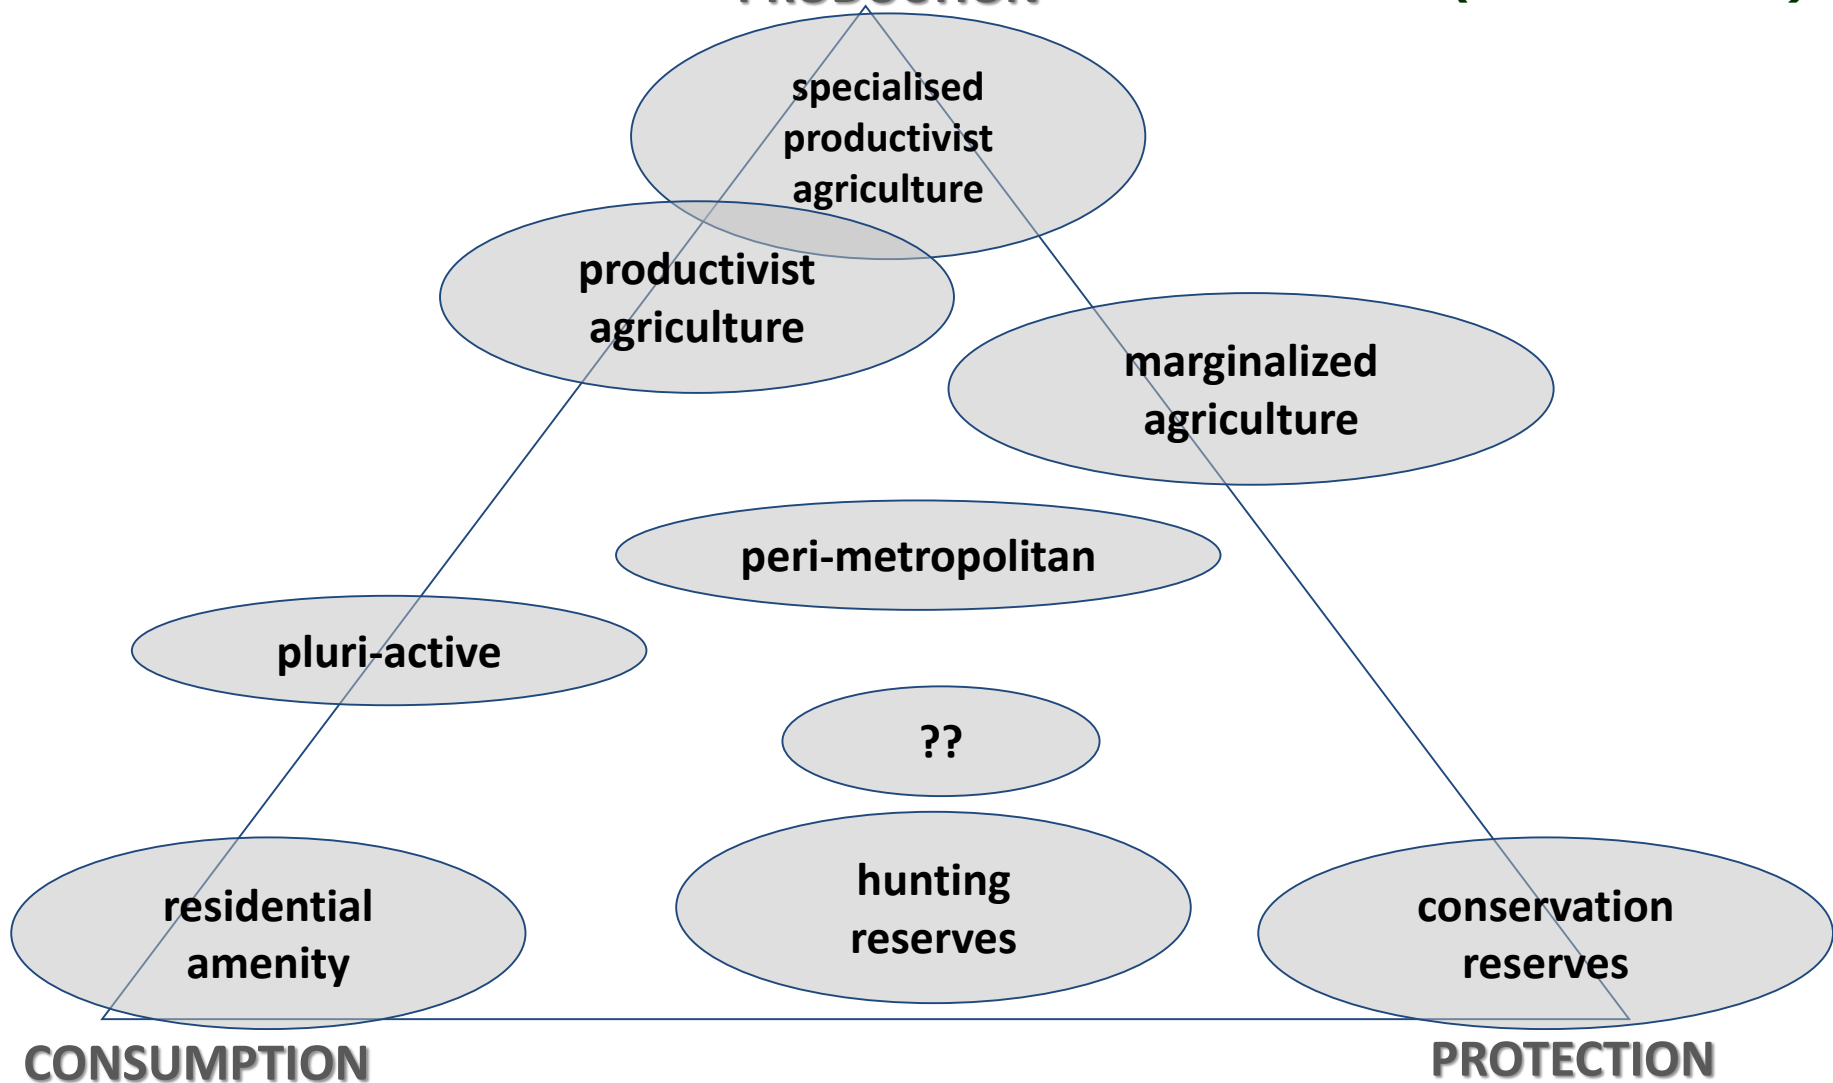 PRODUCTION
specialised
productivist
agriculture
productivist
agriculture
marginalized
agriculture
peri-metropolitan
pluri-active
??
hunting
reserves
residential
amenity
conservation
reserves
CONSUMPTION
PROTECTION